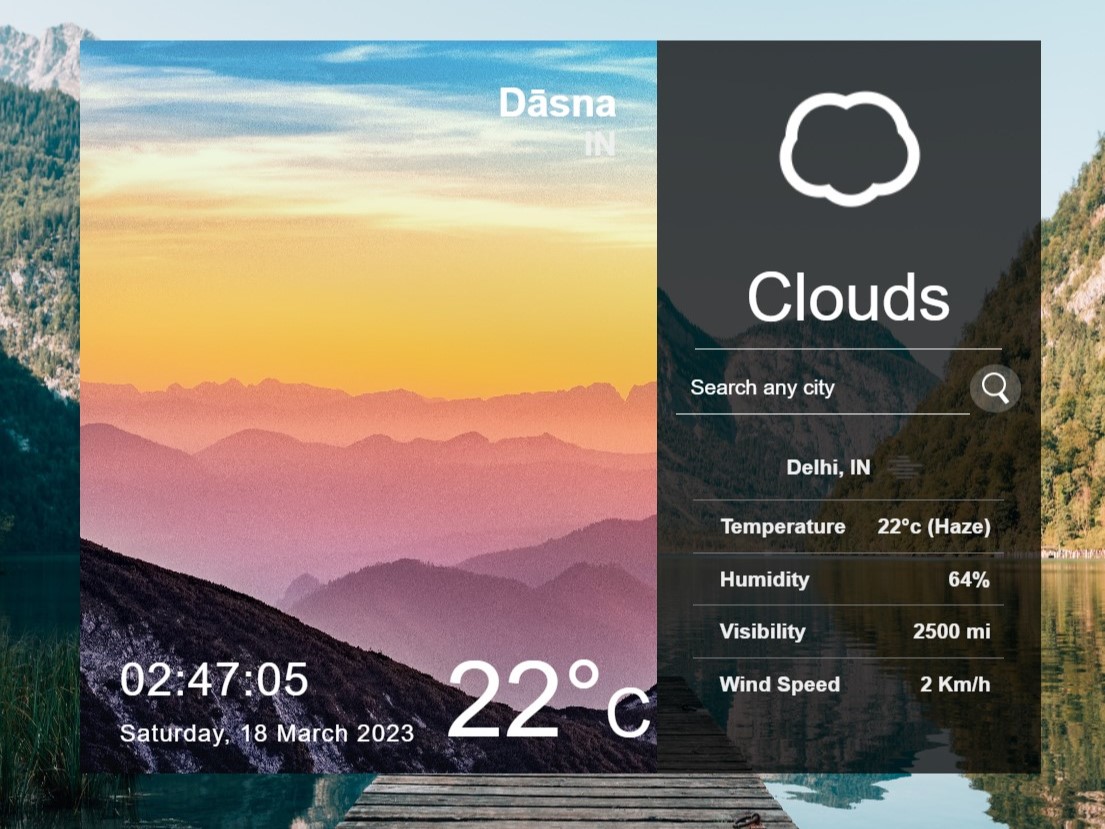 Dāsna
IN
02:47:05
Saturday, 18 March 2023
22°c
Clouds
Search any city
Delhi, IN
Temperature 22°c (Haze)
Humidity 64%
Visibility 2500 mi
Wind Speed 2 Km/h